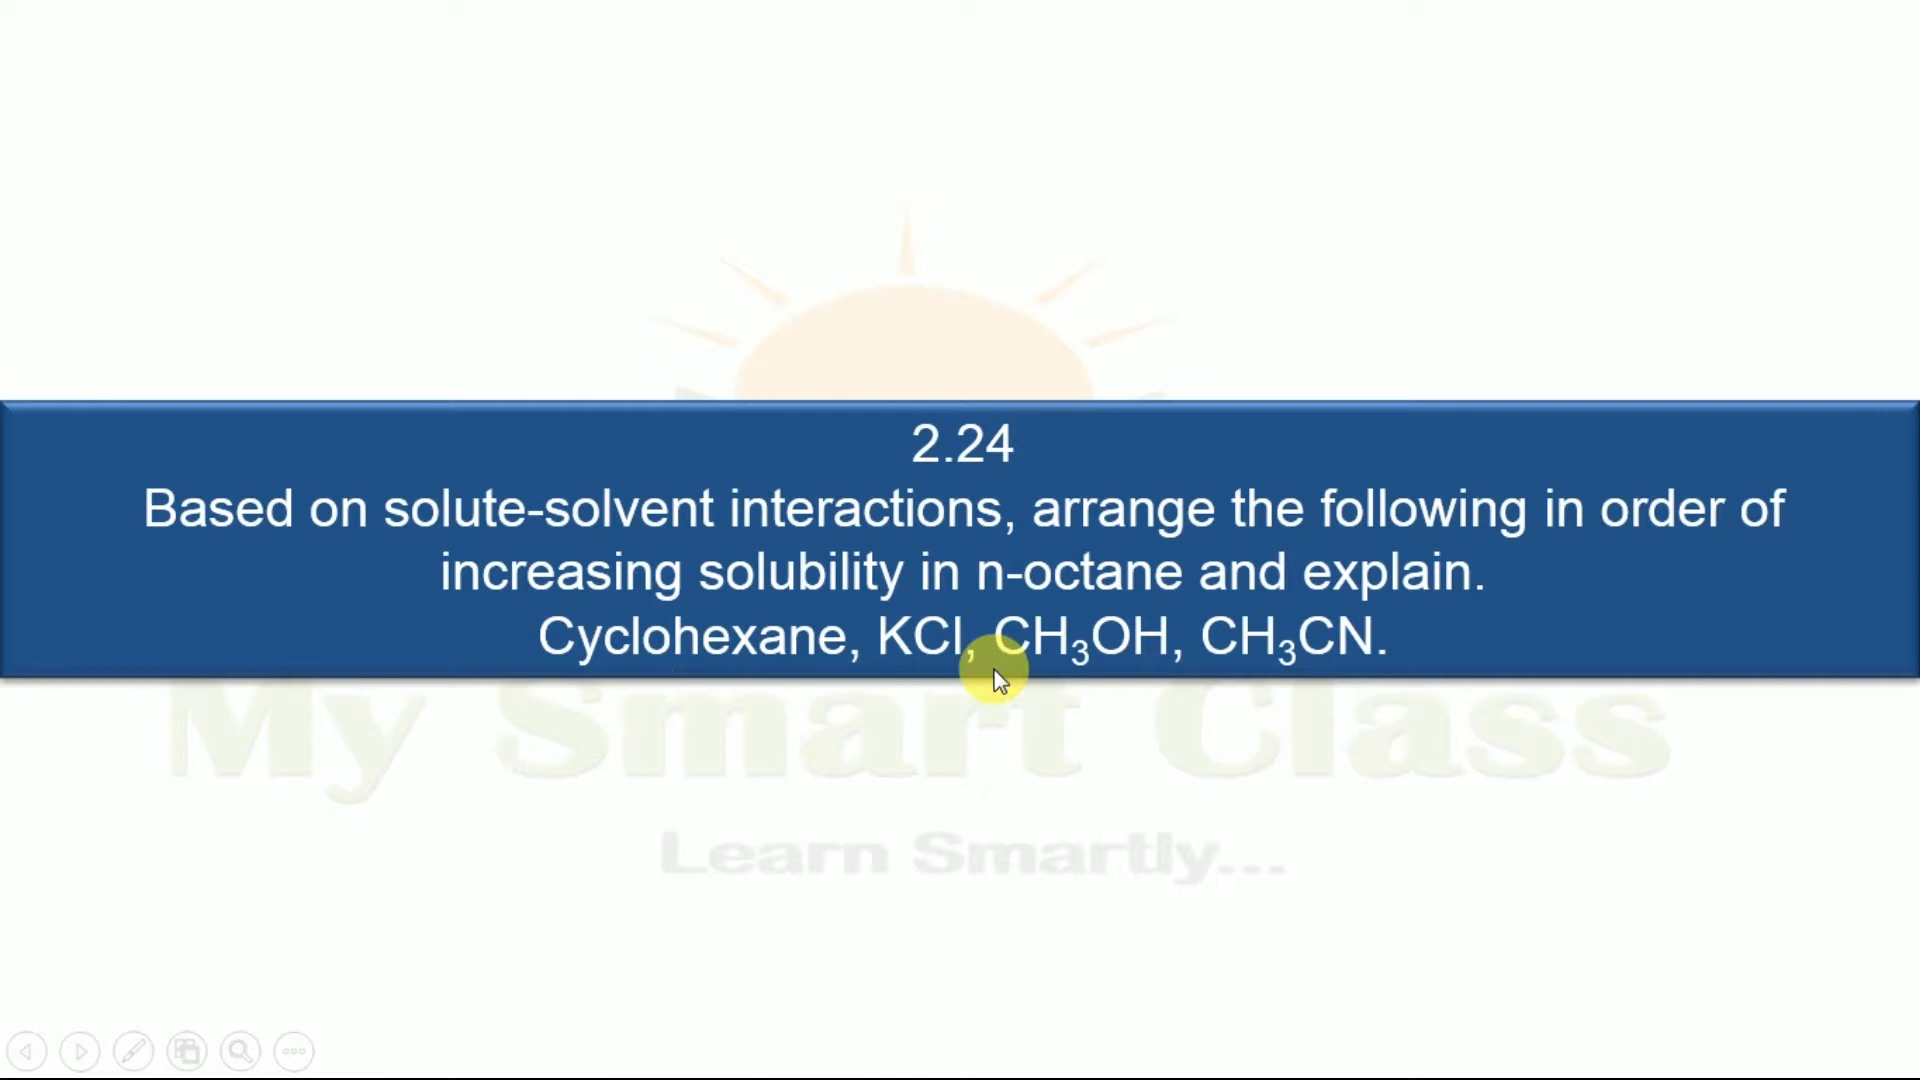 2.24
Based on solute-solvent interactions, arrange the following in order of
increasing solubility in n-octane and explain.
Cyclohexane, KCl, CH₃OH, CH₃CN.
My Smart Class
Learn Smartly...